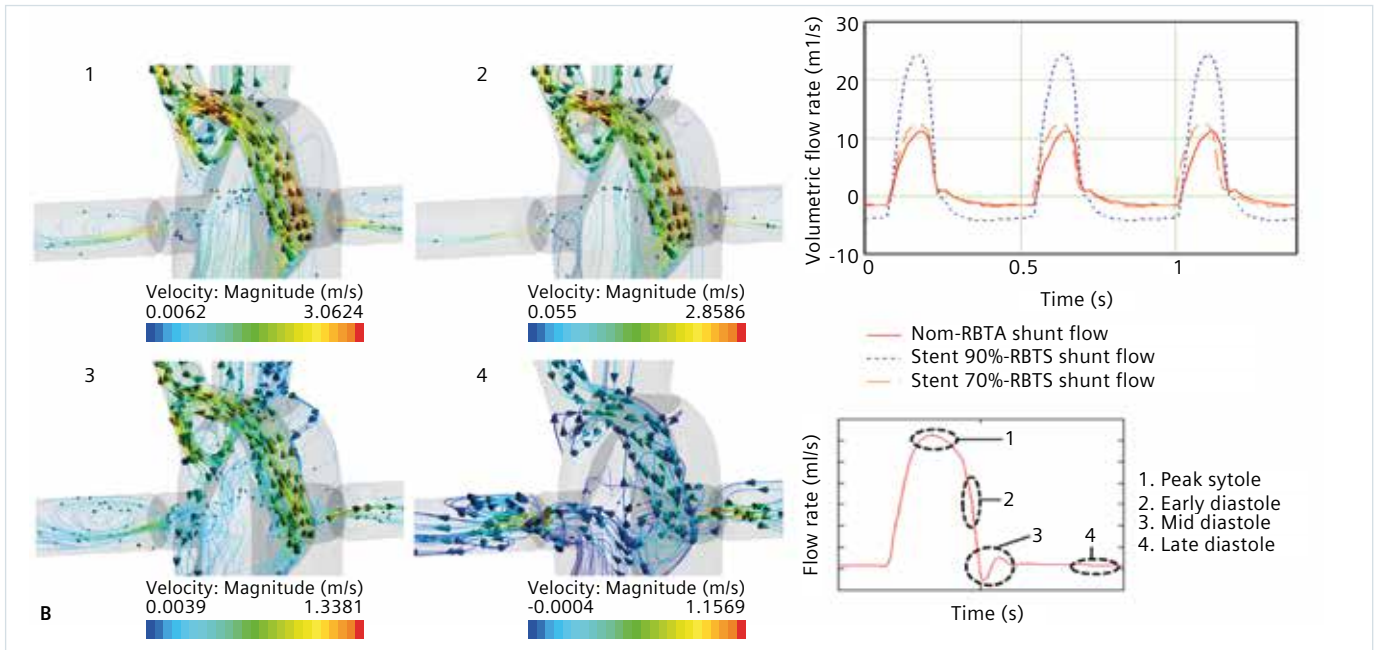 1
2
Velocity: Magnitude (m/s)
0.0062 3.0624
Velocity: Magnitude (m/s)
0.055 2.8586
3
4
Velocity: Magnitude (m/s)
0.0039 1.3381
Velocity: Magnitude (m/s)
-0.0004 1.1569
B
Volumetric flow rate (m1/s)
30
20
10
0
-10
0 0.5 1
Time (s)
Nom-RBTA shunt flow
Stent 90%-RBTS shunt flow
Stent 70%-RBTS shunt flow
Flow rate (ml/s)
1
2
3
4
Time (s)
1. Peak sytole
2. Early diastole
3. Mid diastole
4. Late diastole